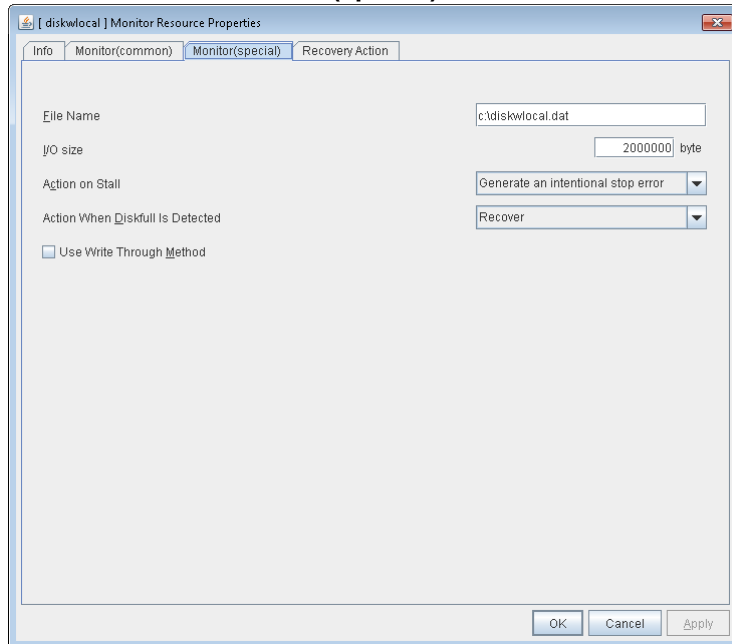 [ diskwlocal ] Monitor Resource Properties
Info Monitor(common) Monitor(special) Recovery Action
File Name c:\diskwlocal.dat
I/O size 2000000 byte
Action on Stall Generate an intentional stop error
Action When Diskfull Is Detected Recover
Use Write Through Method
OK Cancel Apply